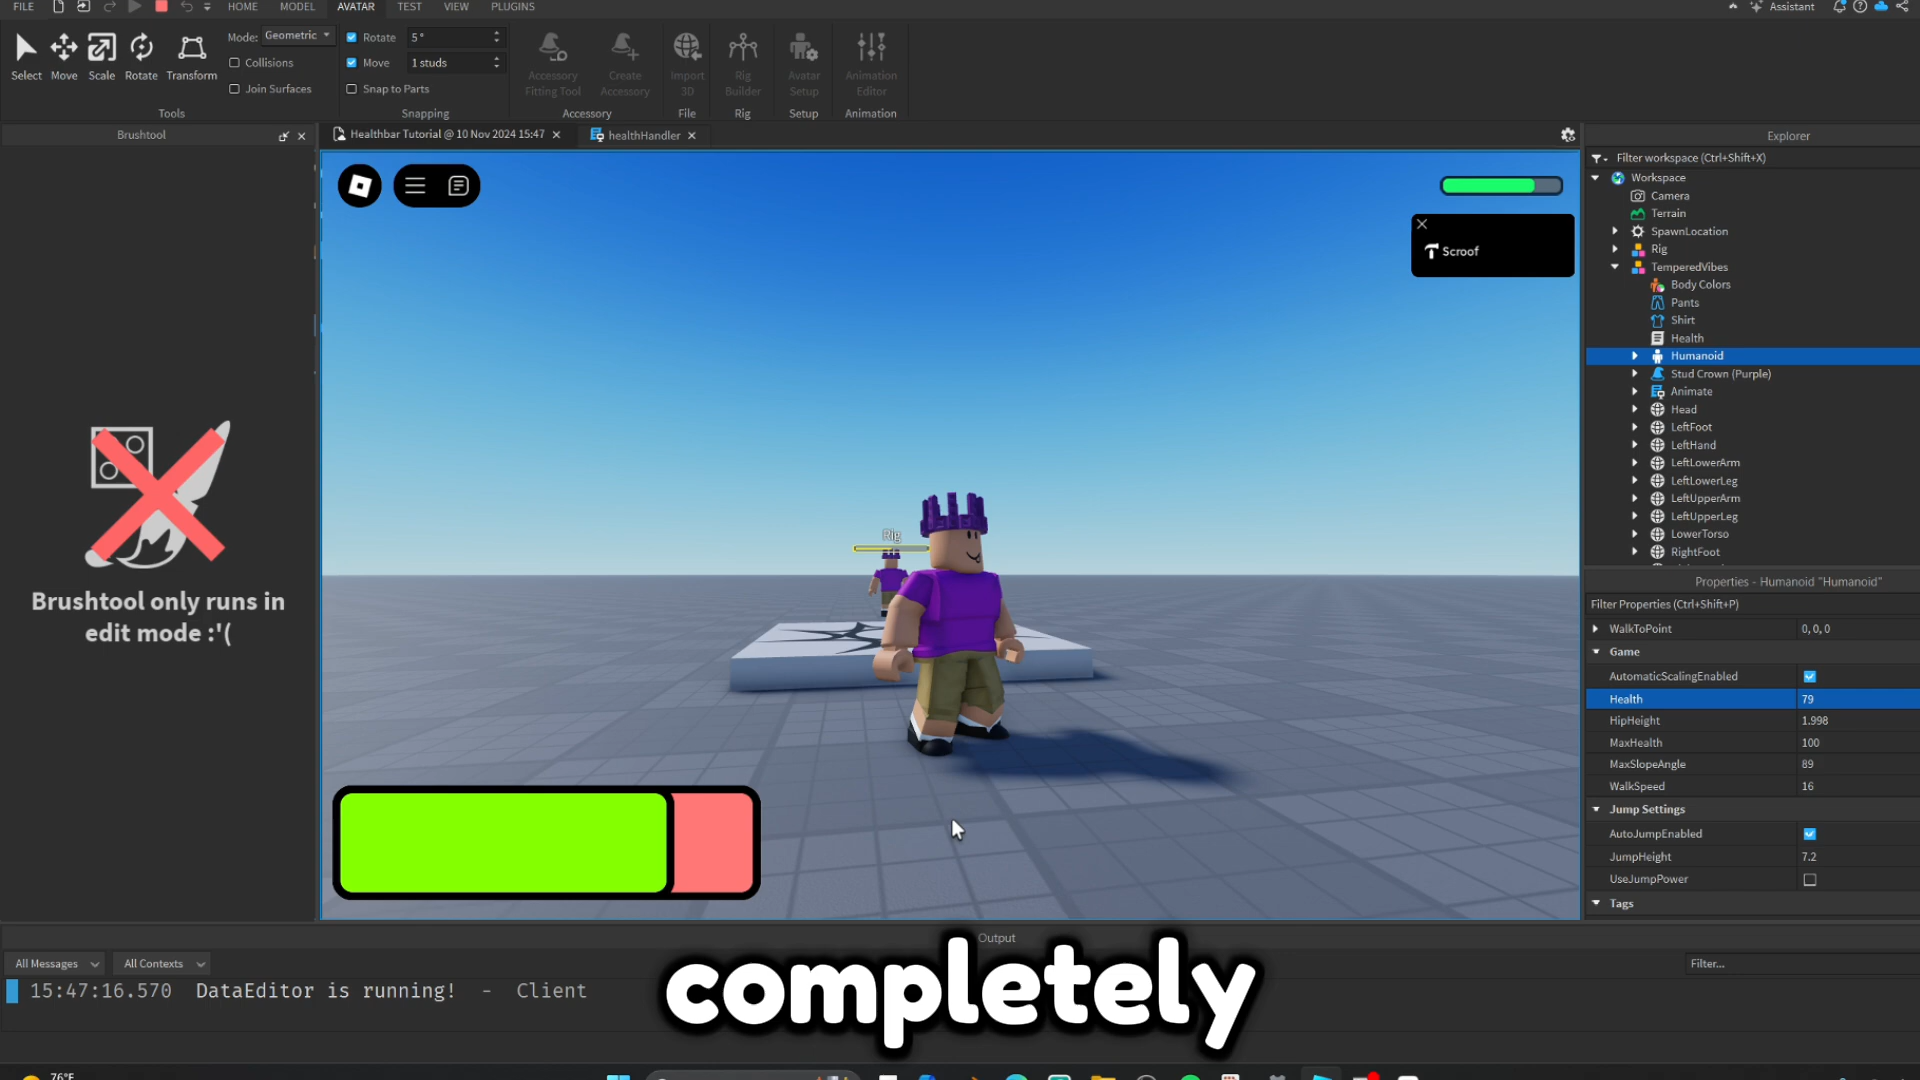 FILE HOME MODEL AVATAR TEST VIEW PLUGINS Assistant
Mode: Geometric Rotate 5 °
Collisions Move 1 studs
Select Move Scale Rotate Transform Join Surfaces Snap to Parts
Accessory Fitting Tool
Create Accessory
Import 3D
Rig Builder
Avatar Setup
Animation Editor
Tools Snapping Accessory File Rig Setup Animation
Brushtool
Healthbar Tutorial @ 10 Nov 2024 15:47
healthHandler
Brushtool only runs in
edit mode :'(
Scroof
Rig
Explorer
Filter workspace (Ctrl+Shift+X)
Workspace
Camera
Terrain
SpawnLocation
Rig
TemperedVibes
Body Colors
Pants
Shirt
Health
Humanoid
Stud Crown (Purple)
Animate
Head
LeftFoot
LeftHand
LeftLowerArm
LeftLowerLeg
LeftUpperArm
LeftUpperLeg
LowerTorso
RightFoot
Properties - Humanoid "Humanoid"
Filter Properties (Ctrl+Shift+P)
WalkToPoint 0, 0, 0
Game
AutomaticScalingEnabled
Health 79
HipHeight 1.998
MaxHealth 100
MaxSlopeAngle 89
WalkSpeed 16
Jump Settings
AutoJumpEnabled
JumpHeight 7.2
UseJumpPower
Tags
Output
All Messages All Contexts Filter...
15:47:16.570 DataEditor is running! - Client
completely
76°F